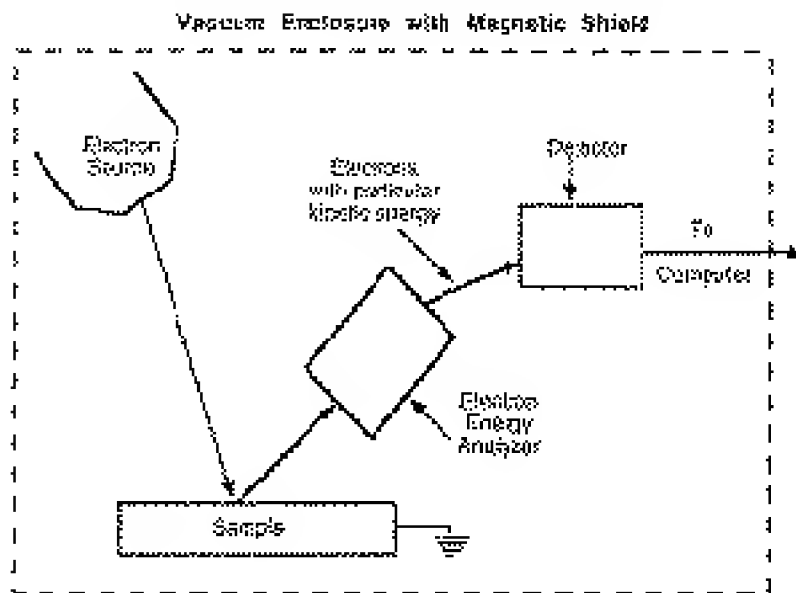 Vacuum Enclosure with Magnetic Shield
Electron
Source
Electrons
with particular
kinetic energy
Detector
To
Computer
Electron
Energy
Analyzer
Sample